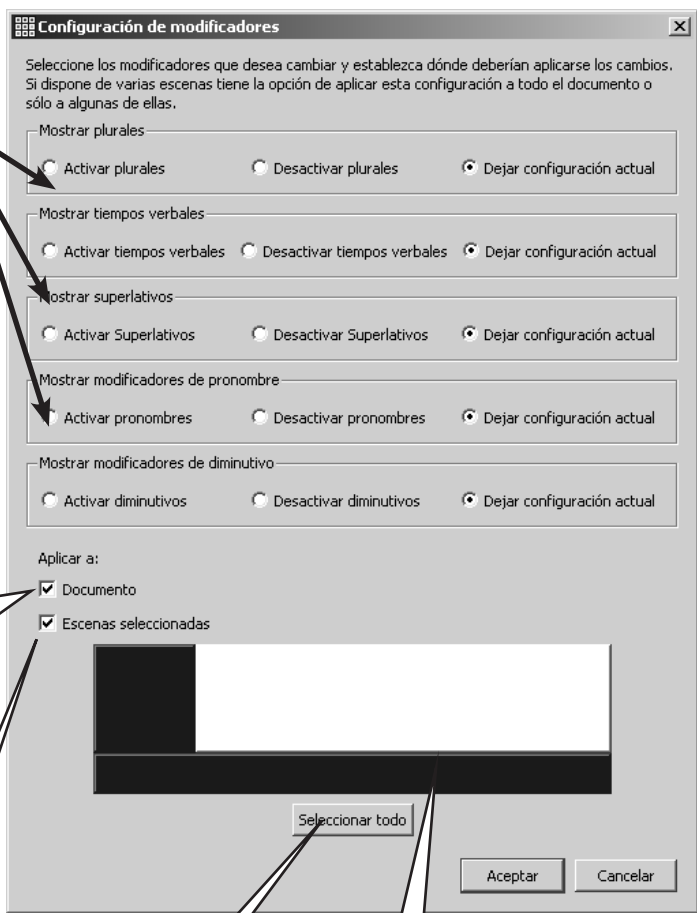 Configuración de modificadores
Seleccione los modificadores que desea cambiar y establezca dónde deberían aplicarse los cambios.
Si dispone de varias escenas tiene la opción de aplicar esta configuración a todo el documento o
sólo a algunas de ellas.
Mostrar plurales
Activar plurales Desactivar plurales Dejar configuración actual
Mostrar tiempos verbales
Activar tiempos verbales Desactivar tiempos verbales Dejar configuración actual
Mostrar superlativos
Activar Superlativos Desactivar Superlativos Dejar configuración actual
Mostrar modificadores de pronombre
Activar pronombres Desactivar pronombres Dejar configuración actual
Mostrar modificadores de diminutivo
Activar diminutivos Desactivar diminutivos Dejar configuración actual
Aplicar a:
Documento
Escenas seleccionadas
Seleccionar todo
Aceptar Cancelar